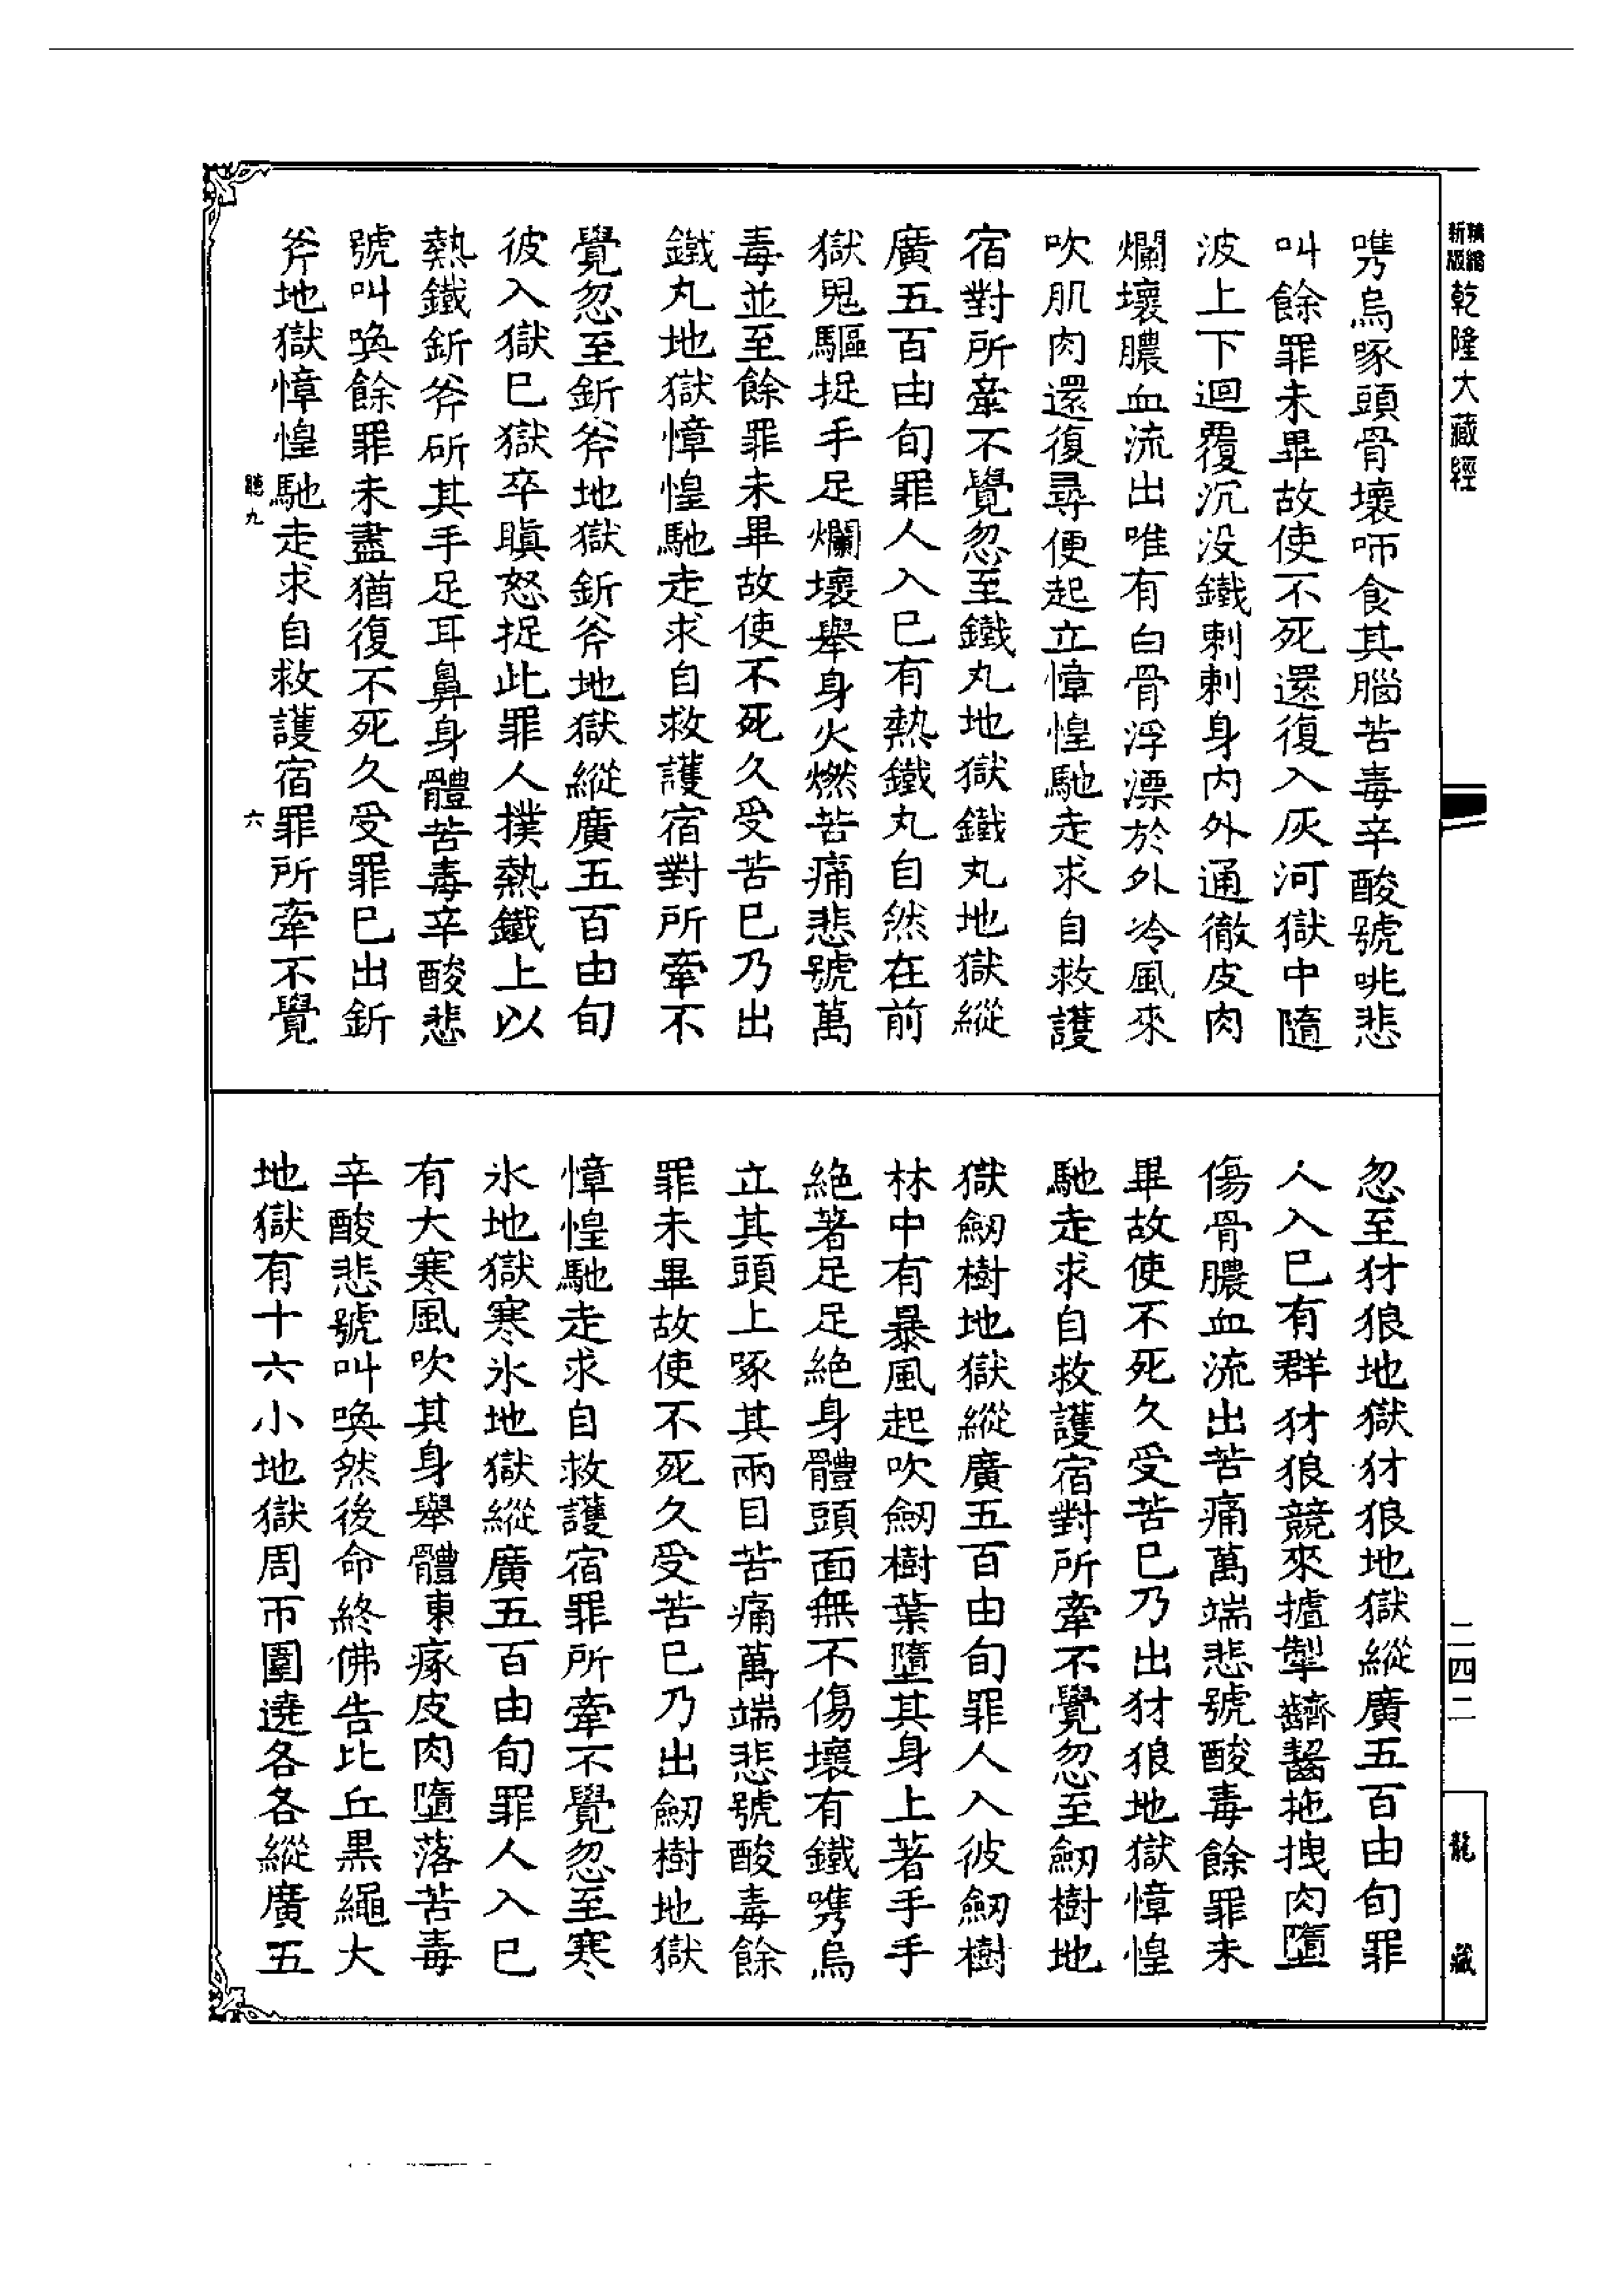 新版精縮乾隆大藏經
嘊烏啄頭骨壞咂食其腦苦毒辛酸號咷悲
叫餘罪未畢故使不死還復入灰河獄中隨
波上下迴覆沉没鐵刺刺身内外通徹皮肉
爛壞膿血流出唯有白骨浮漂於外冷風來
吹肌肉還復尋便起立慞惶馳走求自救護
宿對所牽不覺忽至鐵丸地獄鐵丸地獄縱
廣五百由旬罪人入已有熱鐵丸自然在前
獄鬼驅捉手足爛壞舉身火燃苦痛悲號萬
毒並至餘罪未畢故使不死久受苦已乃出
鐵丸地獄慞惶馳走求自救護宿對所牽不
覺忽至釿斧地獄釿斧地獄縱廣五百由旬
彼入獄已獄卒瞋怒捉此罪人撲熱鐵上以
熱鐵釿斧斫其手足耳鼻身體苦毒辛酸悲
號叫喚餘罪未盡猶復不死久受罪已出釿
斧地獄慞惶馳走求自救護宿罪所牽不覺
聽九
六
忽至犲狼地獄犲狼地獄縱廣五百由旬罪
人入已有群犲狼競來摣掣齩齧拖拽肉墮
傷骨膿血流出苦痛萬端悲號酸毒餘罪未
畢故使不死久受苦已乃出犲狼地獄慞惶
馳走求自救護宿對所牽不覺忽至劒樹地
獄劒樹地獄縱廣五百由旬罪人入彼劒樹
林中有暴風起吹劒樹葉墮其身上著手手
絶著足足絶身體頭面無不傷壞有鐵嘊烏
立其頭上啄其兩目苦痛萬端悲號酸毒餘
罪未畢故使不死久受苦已乃出劒樹地獄
慞惶馳走求自救護宿罪所牽不覺忽至寒
氷地獄寒氷地獄縱廣五百由旬罪人入已
有大寒風吹其身舉體凍瘃皮肉墮落苦毒
辛酸悲號叫喚然後命終佛告比丘黒繩大
地獄有十六小地獄周帀圍遶各各縱廣五
二四二
龍藏